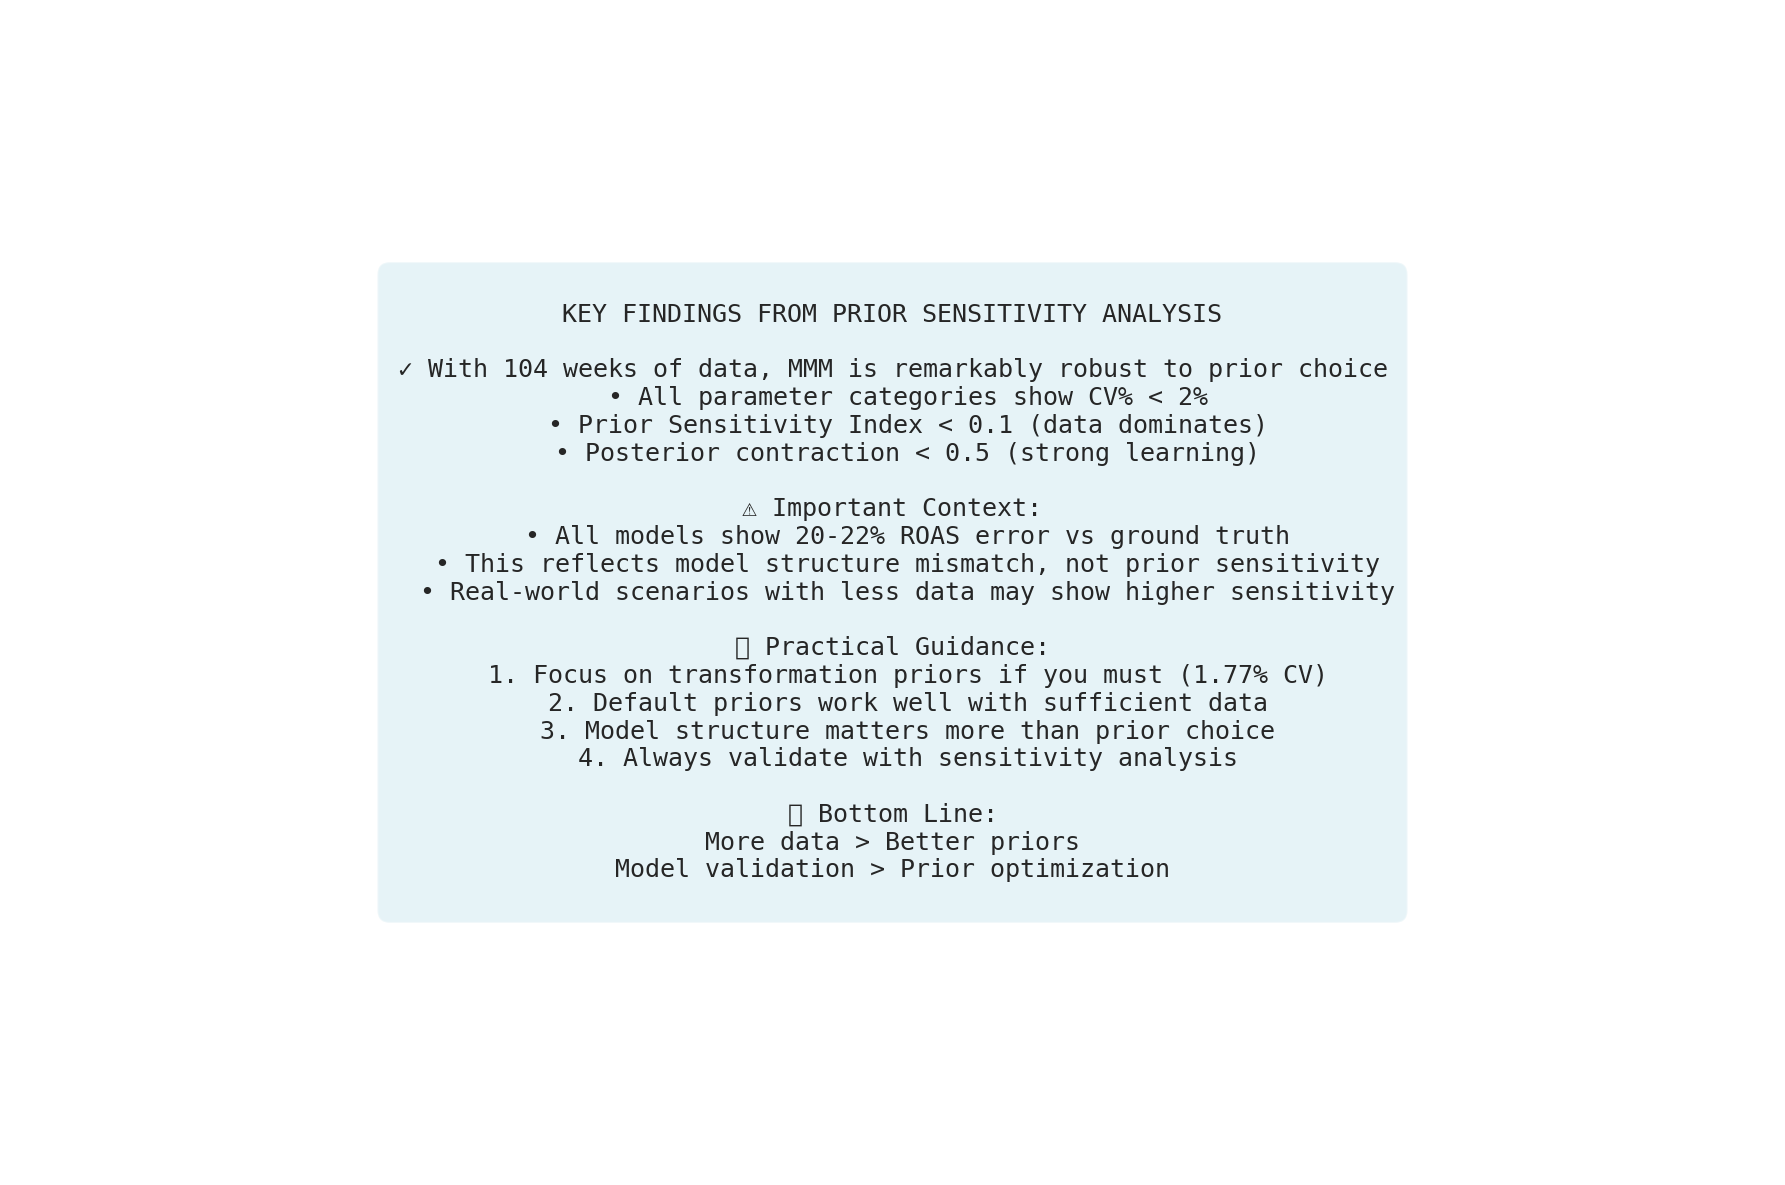 KEY FINDINGS FROM PRIOR SENSITIVITY ANALYSIS
✓ With 104 weeks of data, MMM is remarkably robust to prior choice
• All parameter categories show CV% < 2%
• Prior Sensitivity Index < 0.1 (data dominates)
• Posterior contraction < 0.5 (strong learning)
⚠ Important Context:
• All models show 20-22% ROAS error vs ground truth
• This reflects model structure mismatch, not prior sensitivity
• Real-world scenarios with less data may show higher sensitivity
▯ Practical Guidance:
1. Focus on transformation priors if you must (1.77% CV)
2. Default priors work well with sufficient data
3. Model structure matters more than prior choice
4. Always validate with sensitivity analysis
▯ Bottom Line:
More data > Better priors
Model validation > Prior optimization